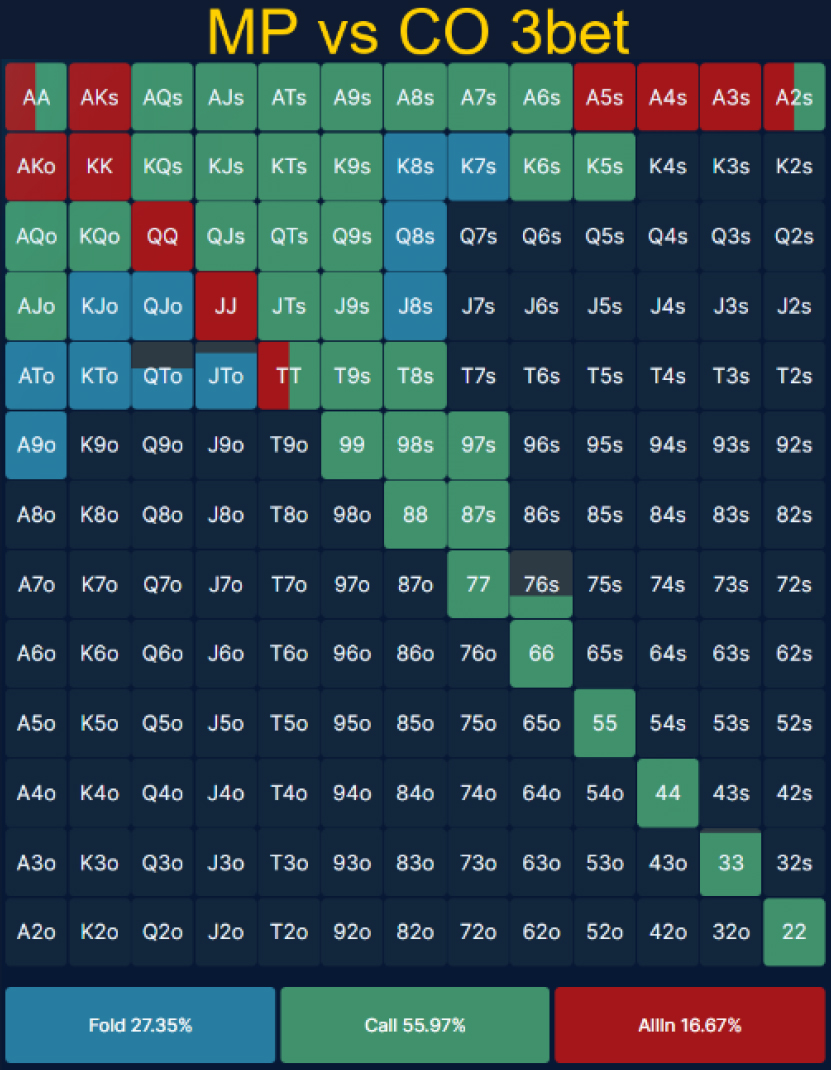 MP vs CO 3bet
AA AKs AQs AJs ATs A9s A8s A7s A6s A5s A4s A3s A2s
AKo KK KQs KJs KTs K9s K8s K7s K6s K5s K4s K3s K2s
AQo KQo QQ QJs QTs Q9s Q8s Q7s Q6s Q5s Q4s Q3s Q2s
AJo KJo QJo JJ JTs J9s J8s J7s J6s J5s J4s J3s J2s
ATo KTo QTo JTo TT T9s T8s T7s T6s T5s T4s T3s T2s
A9o K9o Q9o J9o T9o 99 98s 97s 96s 95s 94s 93s 92s
A8o K8o Q8o J8o T8o 98o 88 87s 86s 85s 84s 83s 82s
A7o K7o Q7o J7o T7o 97o 87o 77 76s 75s 74s 73s 72s
A6o K6o Q6o J6o T6o 96o 86o 76o 66 65s 64s 63s 62s
A5o K5o Q5o J5o T5o 95o 85o 75o 65o 55 54s 53s 52s
A4o K4o Q4o J4o T4o 94o 84o 74o 64o 54o 44 43s 42s
A3o K3o Q3o J3o T3o 93o 83o 73o 63o 53o 43o 33 32s
A2o K2o Q2o J2o T2o 92o 82o 72o 62o 52o 42o 32o 22
Fold 27.35% Call 55.97% AllIn 16.67%